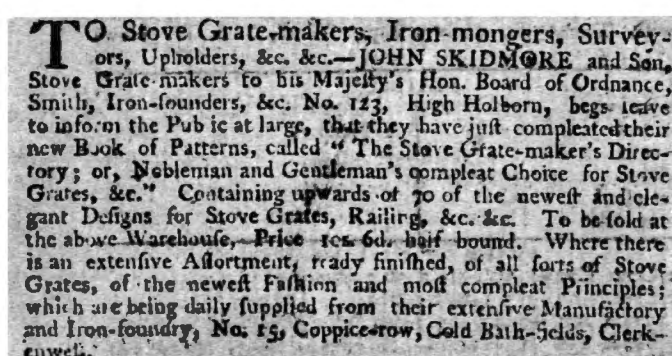 TO Stove Grate-makers, Iron-mongers, Survey-
ors, Upholders, &c. &c.—JOHN SKIDMORE and Son,
Stove Grate-makers to his Majeſty's Hon. Board of Ordnance,
Smith, Iron-founders, &c. No. 123, High Holborn, begs leave
to inform the Pub ic at large, that they have juſt compleated their
new Book of Patterns, called " The Stove Grate-maker's Direc-
tory; or, Nobleman and Gentleman's compleat Choice for Stove
Grates, &c." Containing upwards of 70 of the neweſt and ele-
gant Deſigns for Stove Grates, Railing, &c. &c. To be ſold at
the above Warehouſe, Price 10s. 6d. half bound. Where there
is an extenſive Aſſortment, ready finiſhed, of all ſorts of Stove
Grates, of the neweſt Faſhion and moſt compleat Principles;
which are being daily ſupplied from their extenſive Manufactory
and Iron-foundry, No. 15, Coppice-row, Cold Bath-fields, Clerk-
enwell.